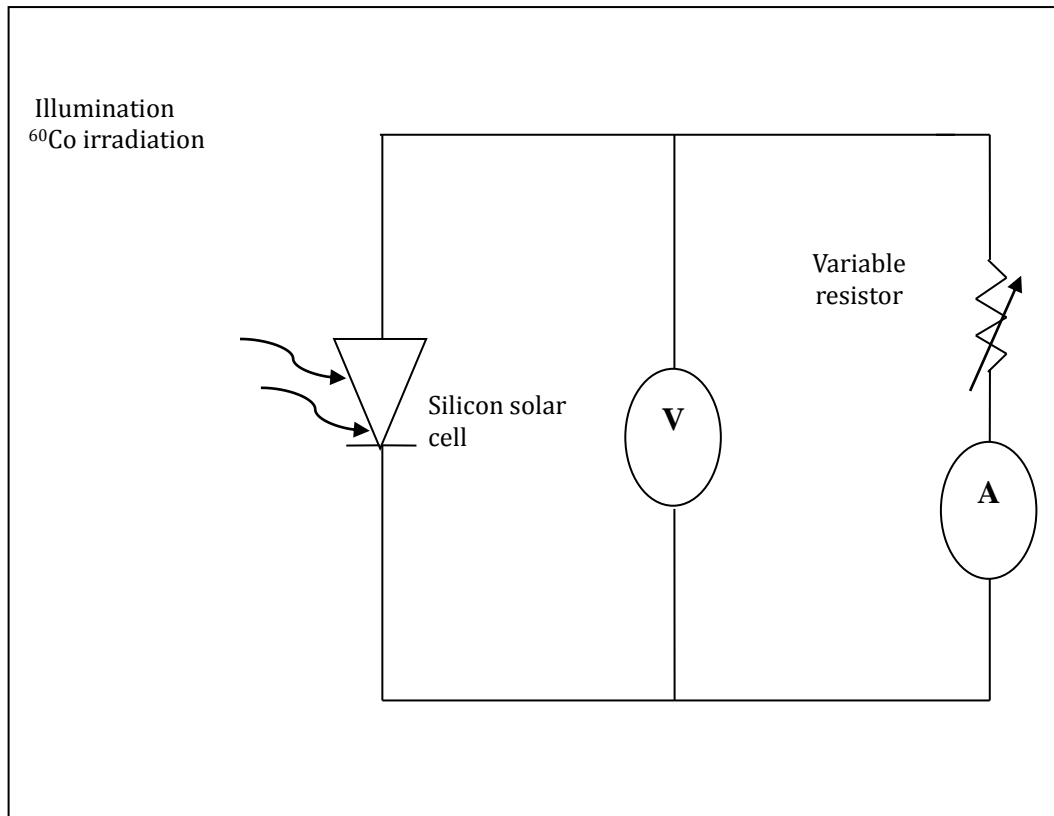 Illumination
⁶⁰Co irradiation
Variable
resistor
Silicon solar
cell
V
A